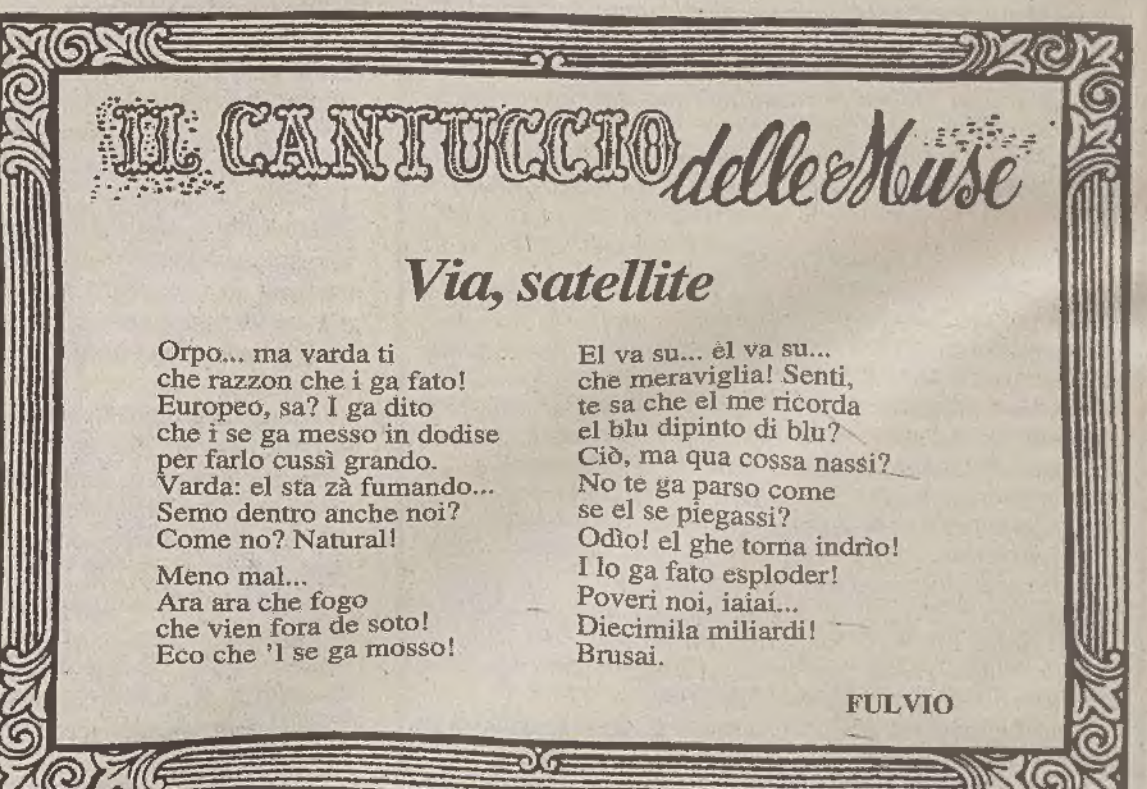 IL CANTUCCIO delle Muse
Via, satellite
Orpo... ma varda ti
che razzon che i ga fato!
Europeo, sa? I ga dito
che i se ga messo in dodise
per farlo cussì grando.
Varda: el sta zà fumando...
Semo dentro anche noi?
Come no? Natural!
Meno mal...
Ara ara che fogo
che vien fora de soto!
Eco che 'l se ga mosso!
El va su... el va su...
che meraviglia! Senti,
te sa che el me ricorda
el blu dipinto di blu?
Ciò, ma qua cossa nassi?
No te ga parso come
se el se piegassi?
Odìo! el ghe torna indrìo!
I lo ga fato esploder!
Poveri noi, iaiai...
Diecimila miliardi!
Brusai.
FULVIO